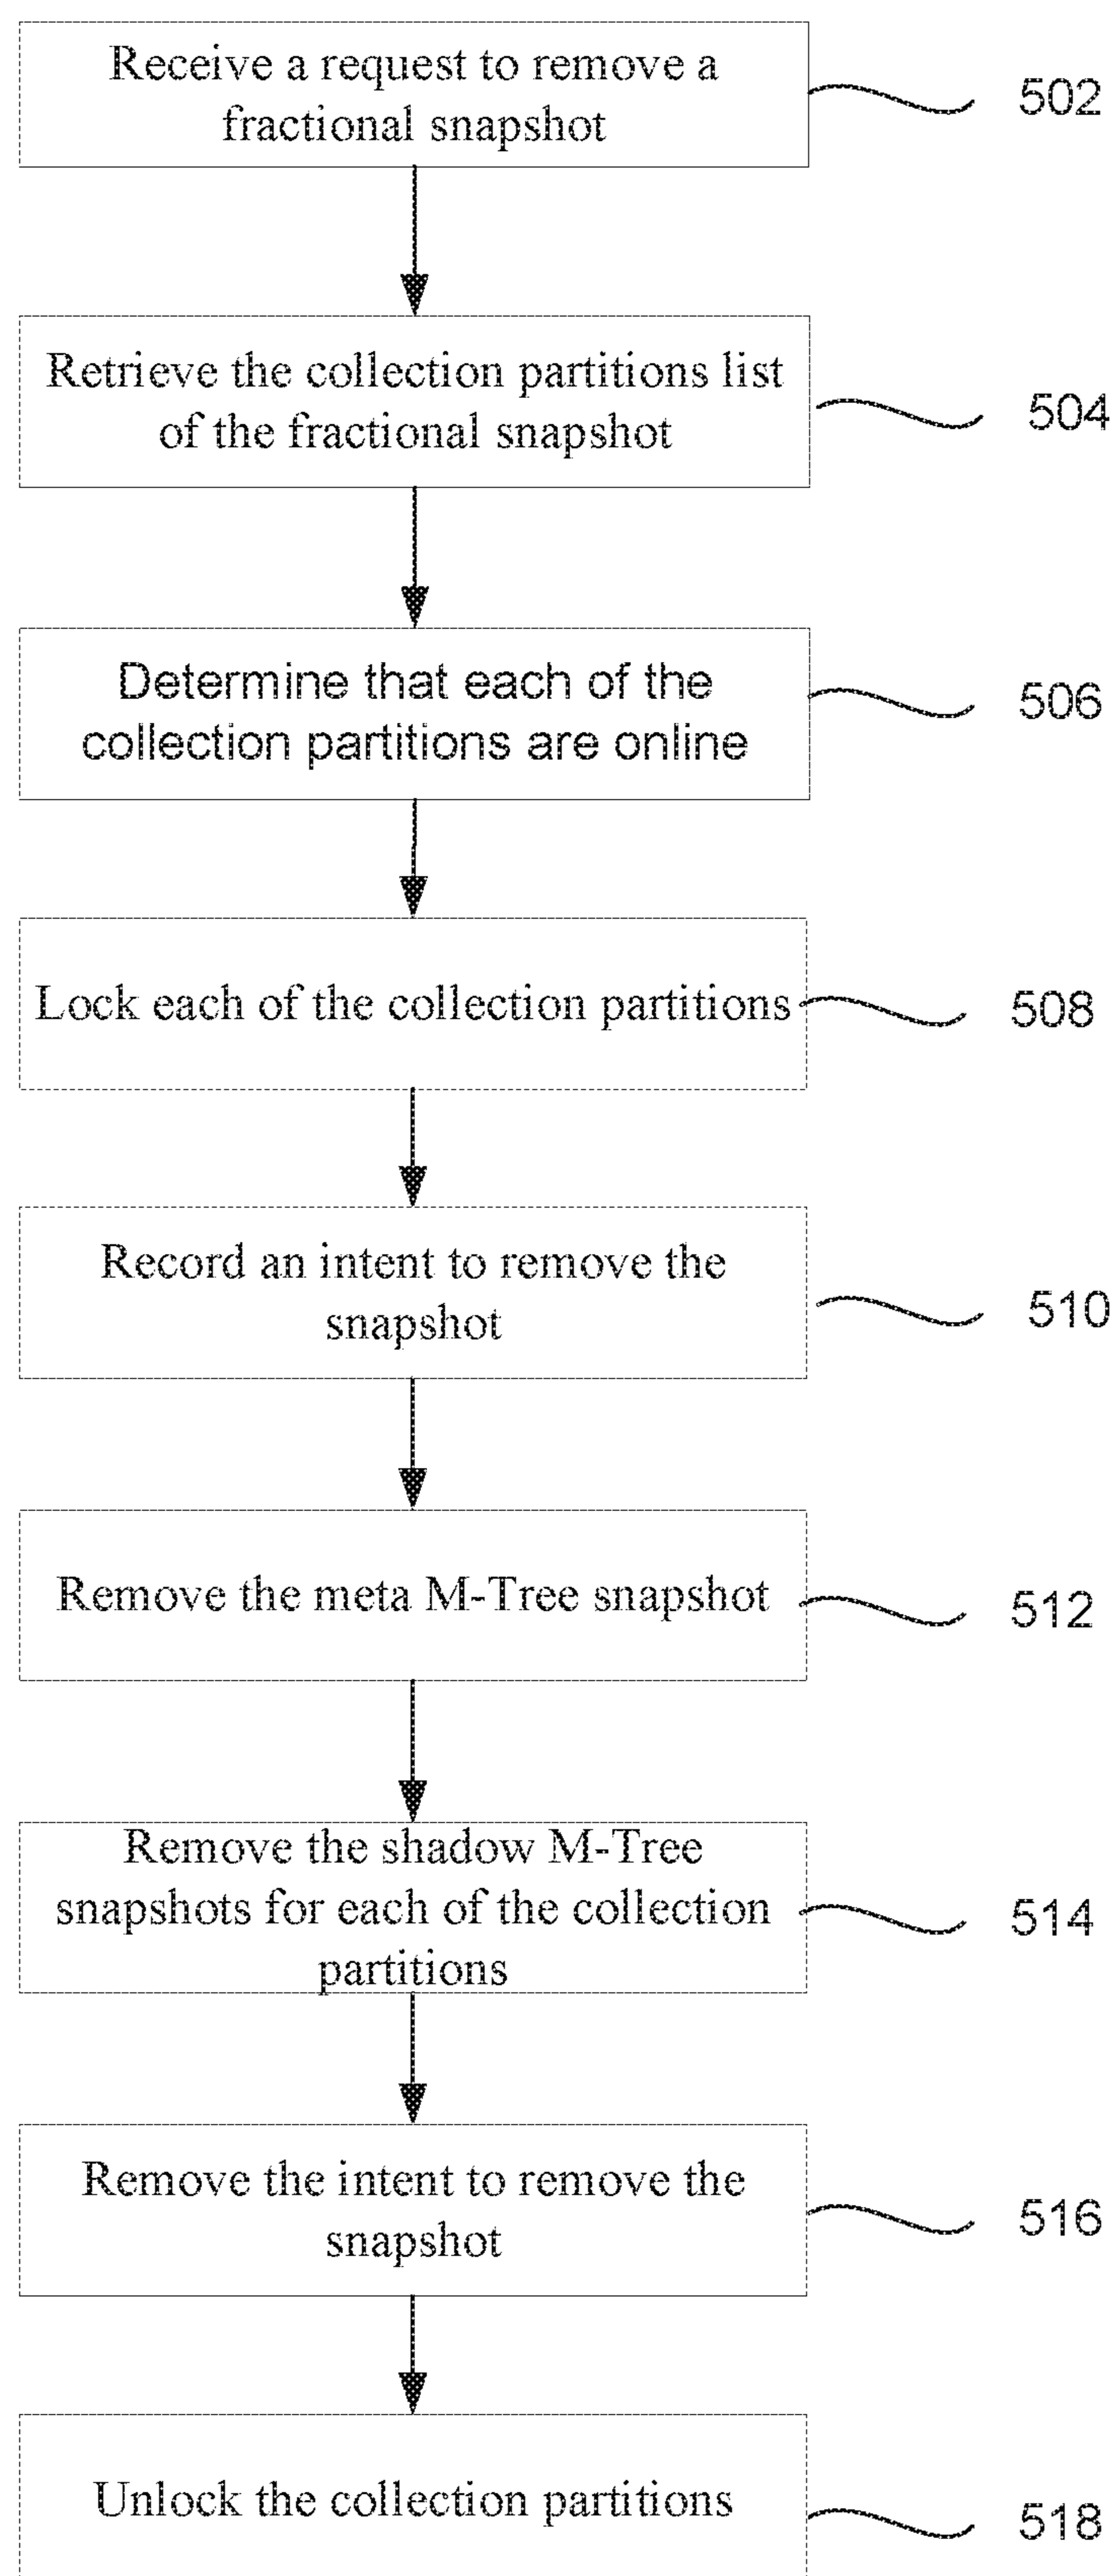 Receive a request to remove a
fractional snapshot
502
Retrieve the collection partitions list
of the fractional snapshot
504
Determine that each of the
collection partitions are online
506
Lock each of the collection partitions
508
Record an intent to remove the
snapshot
510
Remove the meta M-Tree snapshot
512
Remove the shadow M-Tree
snapshots for each of the collection
partitions
514
Remove the intent to remove the
snapshot
516
Unlock the collection partitions
518